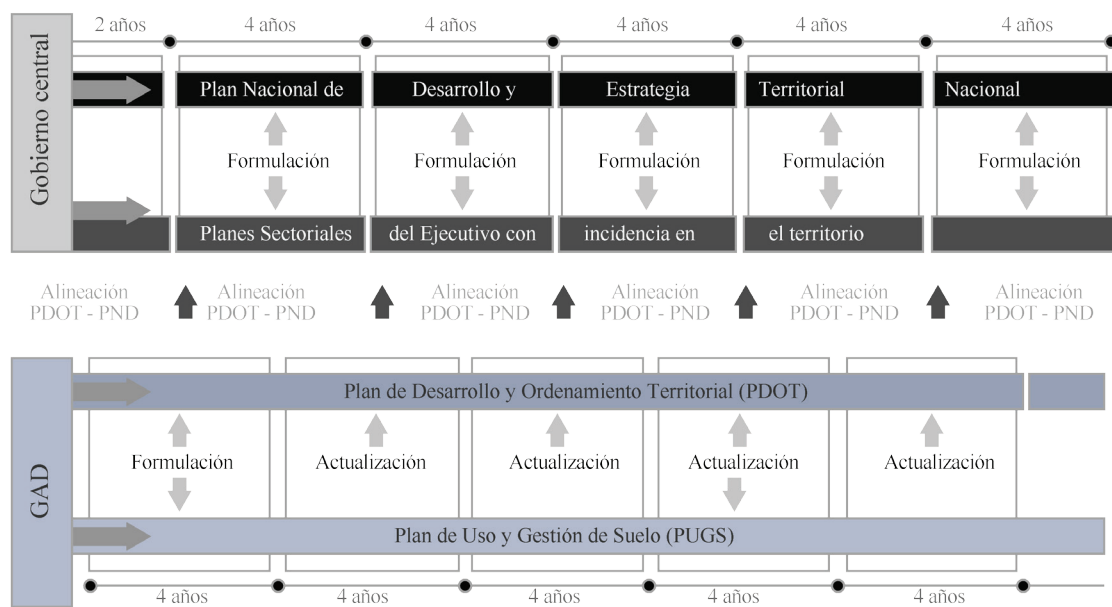 2 años 4 años 4 años 4 años 4 años 4 años
Gobierno central
Plan Nacional de Desarrollo y Estrategia Territorial Nacional
Formulación Formulación Formulación Formulación Formulación
Planes Sectoriales del Ejecutivo con incidencia en el territorio
Alineación Alineación Alineación Alineación Alineación Alineación
PDOT - PND PDOT - PND PDOT - PND PDOT - PND PDOT - PND PDOT - PND
GAD
Plan de Desarrollo y Ordenamiento Territorial (PDOT)
Formulación Actualización Actualización Actualización Actualización
Plan de Uso y Gestión de Suelo (PUGS)
4 años 4 años 4 años 4 años 4 años